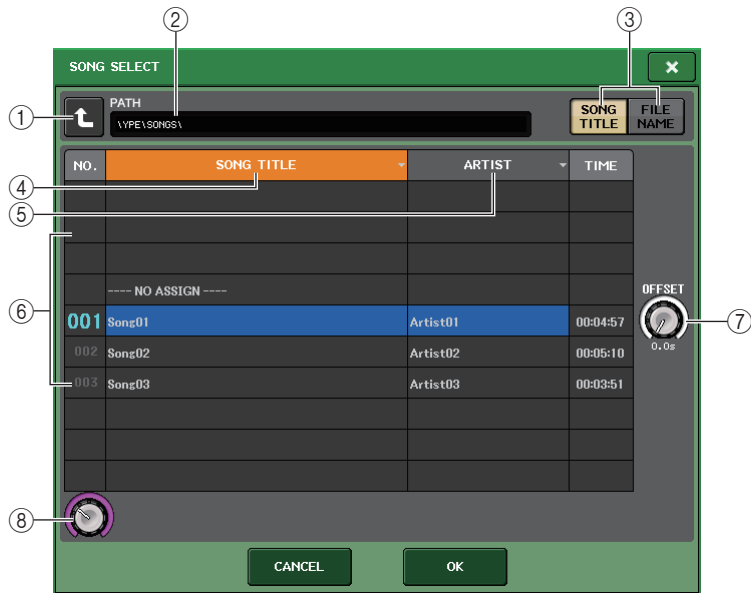 ② ③
SONG SELECT ×
① PATH SONG TITLE FILE NAME
\YPE\SONGS\
NO. SONG TITLE ARTIST TIME
④
⑤
---- NO ASSIGN ---- OFFSET
⑥ 001 Song01 Artist01 00:04:57 ⑦
002 Song02 Artist02 00:05:10 0.0s
003 Song03 Artist03 00:03:51
⑧
CANCEL OK